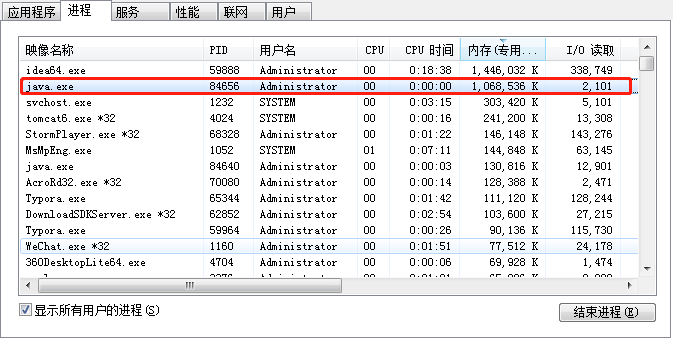 应用程序 进程 服务 性能 联网 用户
映像名称 PID 用户名 CPU CPU 时间 内存(专用... I/O 读取
idea64.exe 59888 Administrator 00 0:18:38 1,446,032 K 338,749
java.exe 84656 Administrator 00 0:00:00 1,068,536 K 2,101
svchost.exe 1232 SYSTEM 00 0:03:15 303,420 K 5,101
tomcat6.exe *32 4024 SYSTEM 00 0:00:16 241,200 K 13,308
StormPlayer.exe *32 68328 Administrator 00 0:01:22 146,148 K 143,276
MsMpEng.exe 1052 SYSTEM 01 0:07:11 144,848 K 63,145
java.exe 84640 Administrator 00 0:00:03 130,816 K 12,901
AcroRd32.exe *32 70080 Administrator 00 0:00:14 128,388 K 2,471
Typora.exe 65344 Administrator 00 0:01:42 111,120 K 128,244
DownloadSDKServer.exe *32 62852 Administrator 00 0:02:54 103,600 K 27,215
Typora.exe 59964 Administrator 00 0:00:26 90,136 K 115,730
WeChat.exe *32 1160 Administrator 00 0:01:51 77,512 K 24,178
360DesktopLite64.exe 4704 Administrator 00 0:00:06 69,928 K 1,474
显示所有用户的进程(S) 结束进程(E)